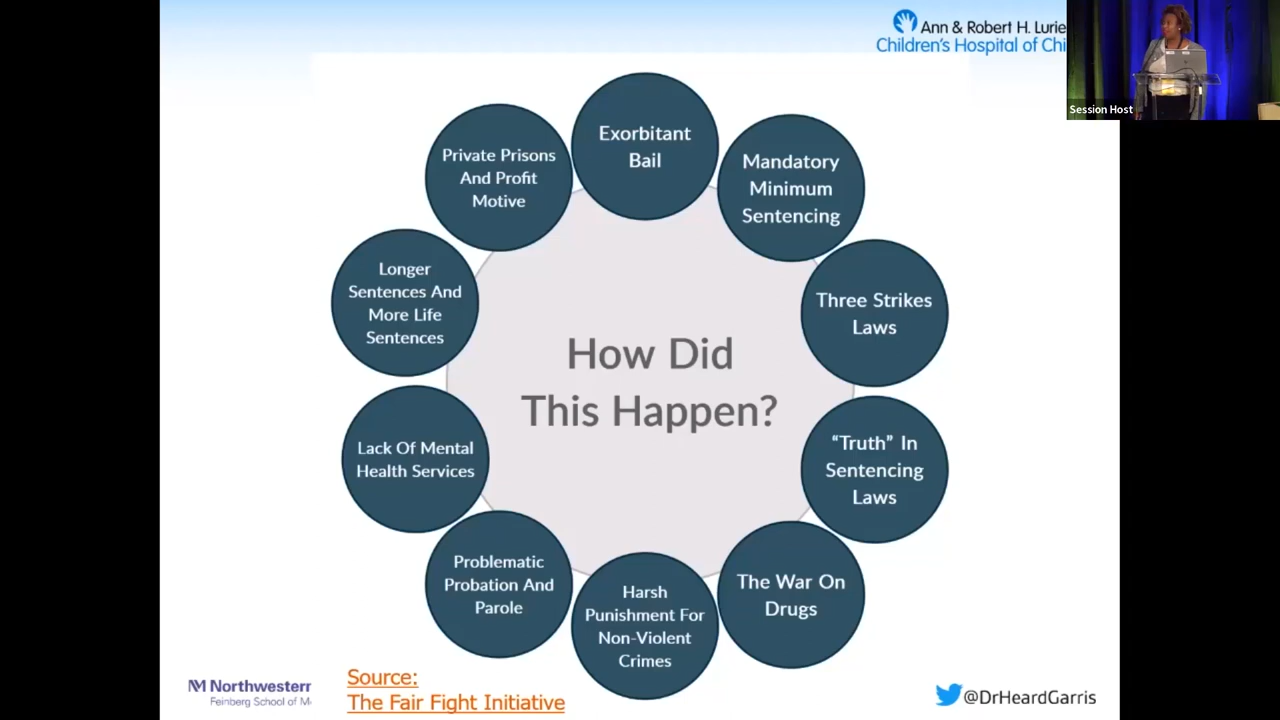 Ann & Robert H. Lurie
Children's Hospital of Chi
Session Host
Exorbitant
Bail
Mandatory
Minimum
Sentencing
Three Strikes
Laws
“Truth” In
Sentencing
Laws
The War On
Drugs
Harsh
Punishment For
Non-Violent
Crimes
Problematic
Probation And
Parole
Lack Of Mental
Health Services
Longer
Sentences And
More Life
Sentences
Private Prisons
And Profit
Motive
How Did
This Happen?
M Northwestern
Feinberg School of M
Source:
The Fair Fight Initiative
@DrHeardGarris